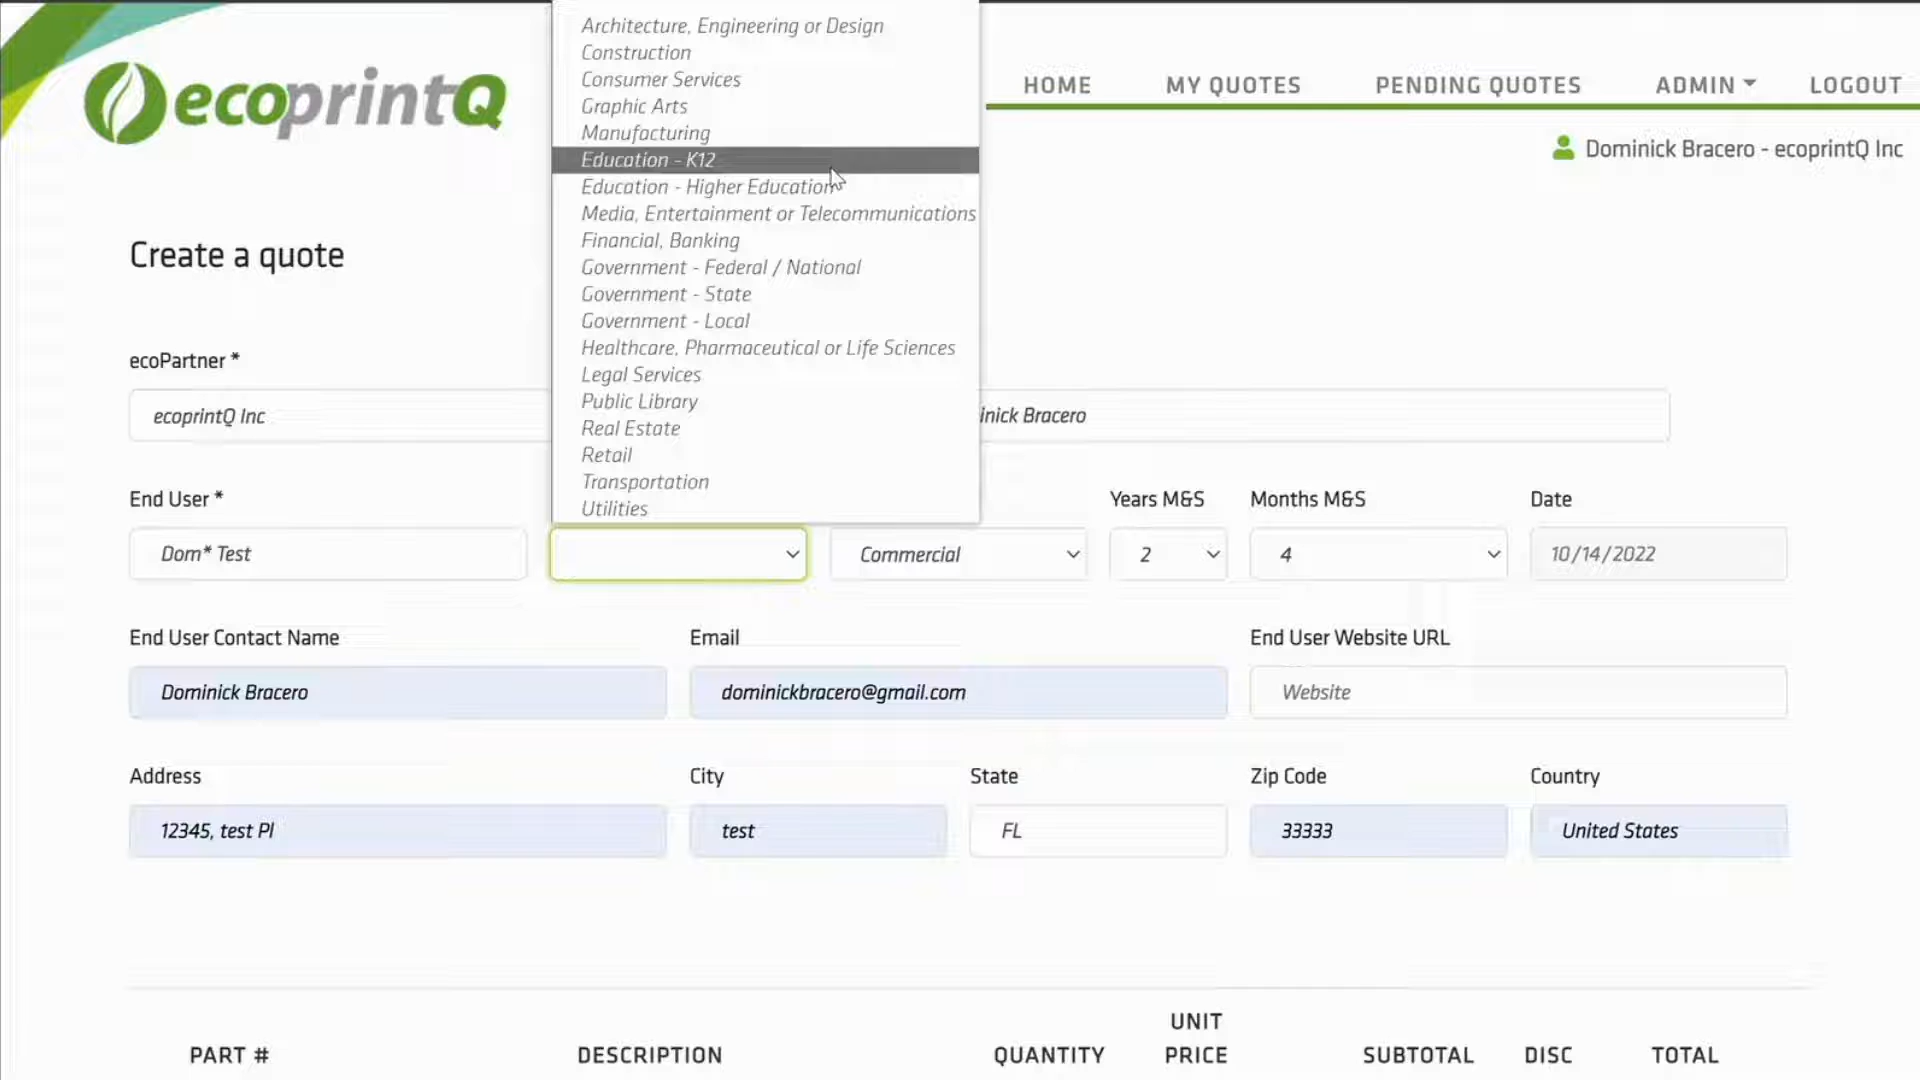 ecoprintQ
HOME
MY QUOTES
PENDING QUOTES
ADMIN
LOGOUT
Dominick Bracero - ecoprintQ Inc
Architecture, Engineering or Design
Construction
Consumer Services
Graphic Arts
Manufacturing
Education - K12
Education - Higher Education
Media, Entertainment or Telecommunications
Financial, Banking
Government - Federal / National
Government - State
Government - Local
Healthcare, Pharmaceutical or Life Sciences
Legal Services
Public Library
Real Estate
Retail
Transportation
Utilities
Create a quote
ecoPartner *
ecoprintQ Inc
inick Bracero
End User *
Years M&S
Months M&S
Date
Dom* Test
Commercial
2
4
10/14/2022
End User Contact Name
Email
End User Website URL
Dominick Bracero
dominickbracero@gmail.com
Website
Address
City
State
Zip Code
Country
12345, test Pl
test
FL
33333
United States
PART #
DESCRIPTION
QUANTITY
UNIT
PRICE
SUBTOTAL
DISC
TOTAL